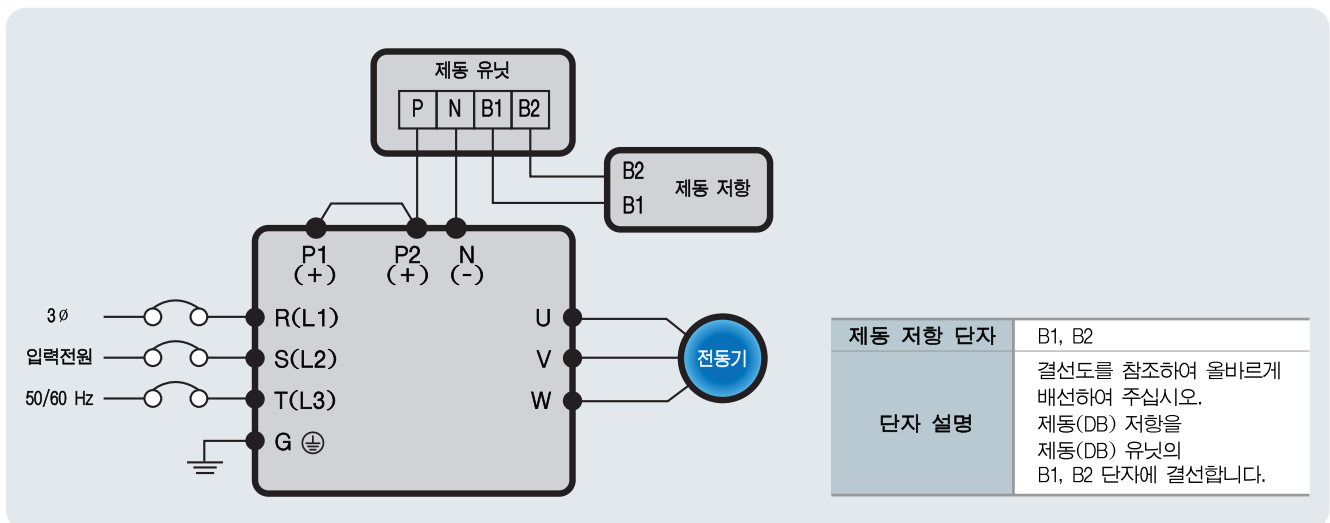 제동 유닛
P N B1 B2
B2
제동 저항
B1
P1 P2 N
(+) (+) (-)
3ø
R(L1)
U
입력전원
S(L2)
V
전동기
50/60 Hz
T(L3)
W
G
제동 저항 단자 B1, B2
단자 설명
결선도를 참조하여 올바르게
배선하여 주십시오.
제동(DB) 저항을
제동(DB) 유닛의
B1, B2 단자에 결선합니다.